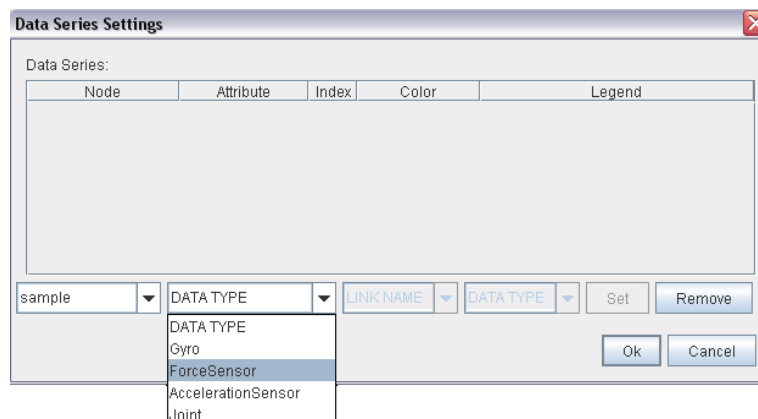 Data Series Settings
Data Series:
Node Attribute Index Color Legend
sample DATA TYPE LINK NAME DATA TYPE Set Remove
DATA TYPE
Gyro
ForceSensor
AccelerationSensor
Joint
Ok Cancel